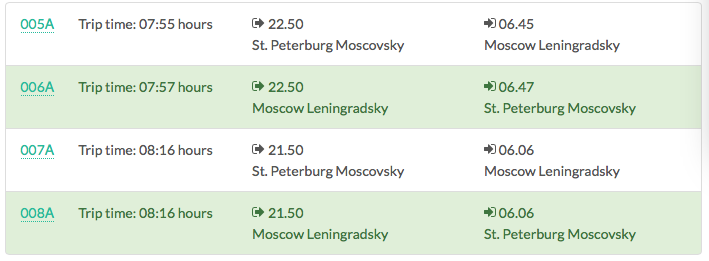 005A Trip time: 07:55 hours 22.50 06.45
St. Peterburg Moscovsky Moscow Leningradsky
006A Trip time: 07:57 hours 22.50 06.47
Moscow Leningradsky St. Peterburg Moscovsky
007A Trip time: 08:16 hours 21.50 06.06
St. Peterburg Moscovsky Moscow Leningradsky
008A Trip time: 08:16 hours 21.50 06.06
Moscow Leningradsky St. Peterburg Moscovsky